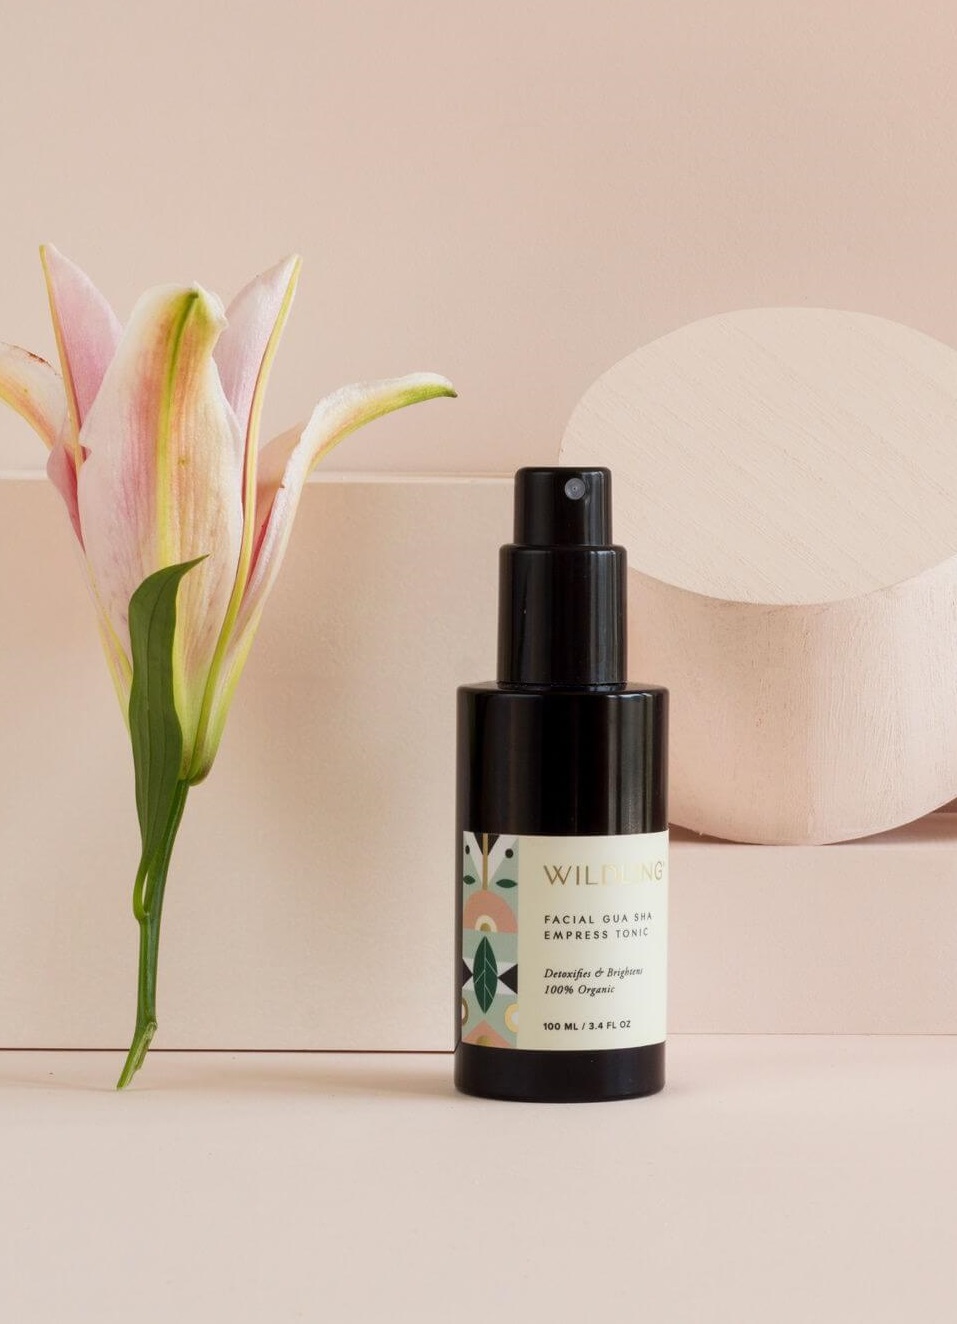 WILDLING
FACIAL GUA SHA
EMPRESS TONIC
Detoxifies & Brightens
100% Organic
100 ML / 3.4 FL OZ